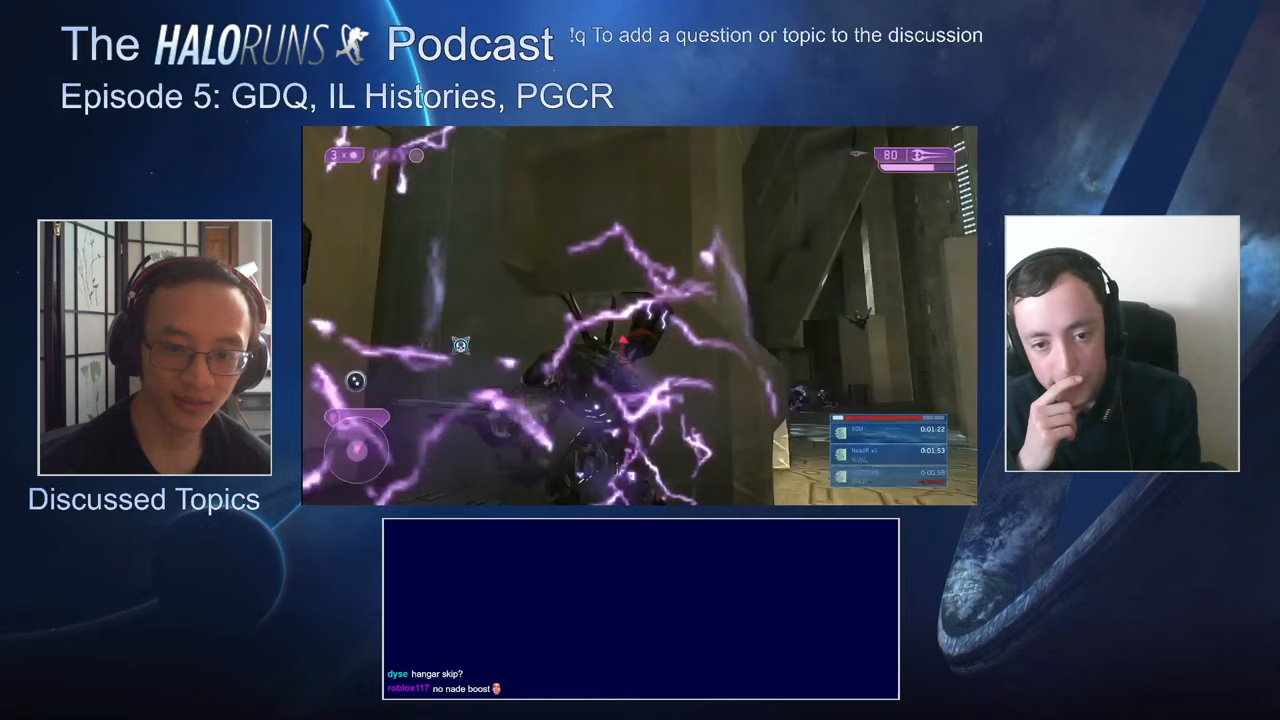 The HALORUNS Podcast
!q To add a question or topic to the discussion
Episode 5: GDQ, IL Histories, PGCR
3 x
80
YOU 0:01:22
0:01:53
Discussed Topics
dyse hangar skip?
roblox117 no nade boost